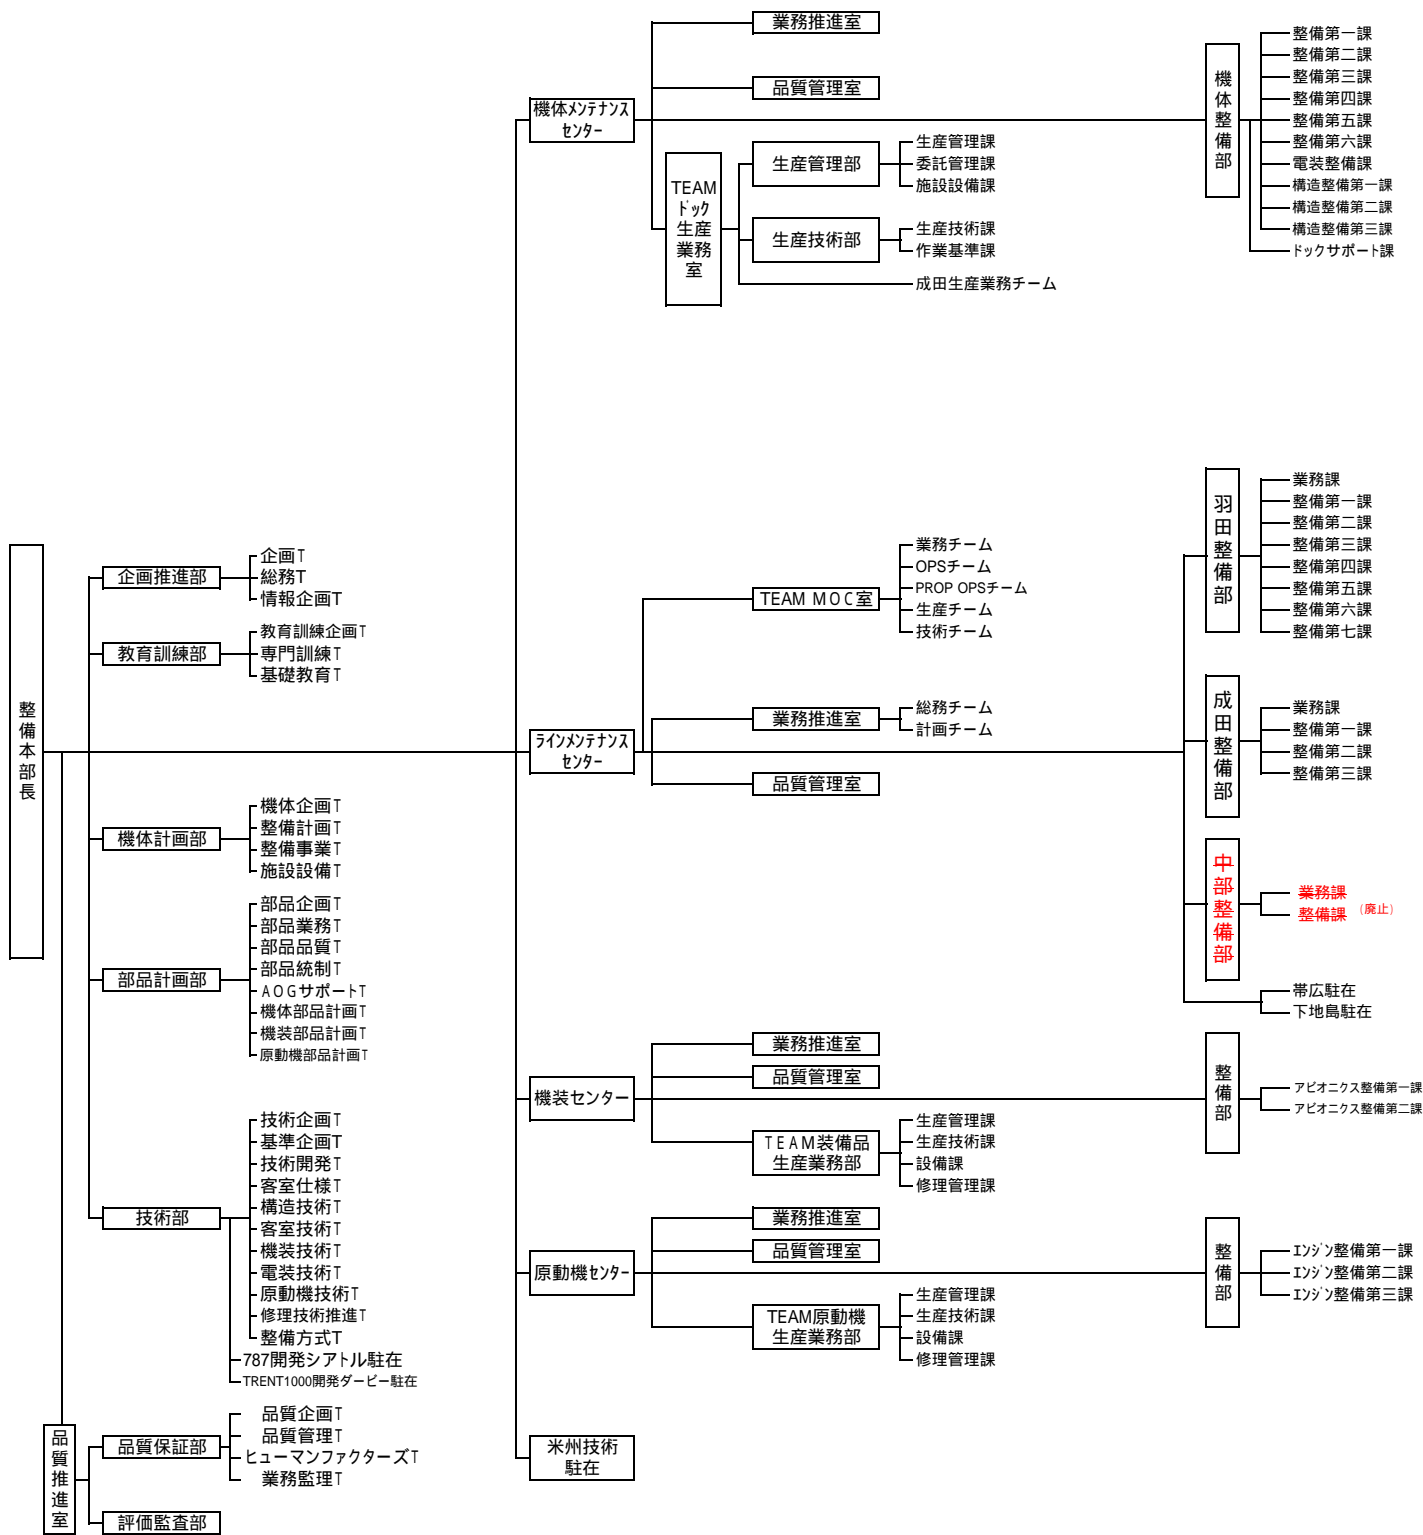 整備本部長
企画推進部
企画T
総務T
情報企画T
教育訓練部
教育訓練企画T
専門訓練T
基礎教育T
機体計画部
機体企画T
整備計画T
整備事業T
施設設備T
部品計画部
部品企画T
部品業務T
部品品質T
部品統制T
AOGサポートT
機体部品計画T
機装部品計画T
原動機部品計画T
技術部
技術企画T
基準企画T
技術開発T
客室仕様T
構造技術T
客室技術T
機装技術T
電装技術T
原動機技術T
修理技術推進T
整備方式T
787開発シアトル駐在
TRENT1000開発ダービー駐在
品質推進室
品質保証部
品質企画T
品質管理T
ヒューマンファクターズT
業務監理T
評価監査部
機体メンテナンス
センター
業務推進室
品質管理室
TEAM
ドック
生産
業務
室
生産管理部
生産管理課
委託管理課
施設設備課
生産技術部
生産技術課
作業基準課
成田生産業務チーム
機体整備部
整備第一課
整備第二課
整備第三課
整備第四課
整備第五課
整備第六課
電装整備課
構造整備第一課
構造整備第二課
構造整備第三課
ドックサポート課
ラインメンテナンス
センター
TEAM MOC室
業務チーム
OPSチーム
PROP OPSチーム
生産チーム
技術チーム
業務推進室
総務チーム
計画チーム
品質管理室
羽田整備部
業務課
整備第一課
整備第二課
整備第三課
整備第四課
整備第五課
整備第六課
整備第七課
成田整備部
業務課
整備第一課
整備第二課
整備第三課
中部整備部
業務課
整備課 (廃止)
帯広駐在
下地島駐在
機装センター
業務推進室
品質管理室
TEAM装備品
生産業務部
生産管理課
生産技術課
設備課
修理管理課
整備部
アビオニクス整備第一課
アビオニクス整備第二課
原動機センター
業務推進室
品質管理室
TEAM原動機
生産業務部
生産管理課
生産技術課
設備課
修理管理課
整備部
エンジン整備第一課
エンジン整備第二課
エンジン整備第三課
米州技術
駐在